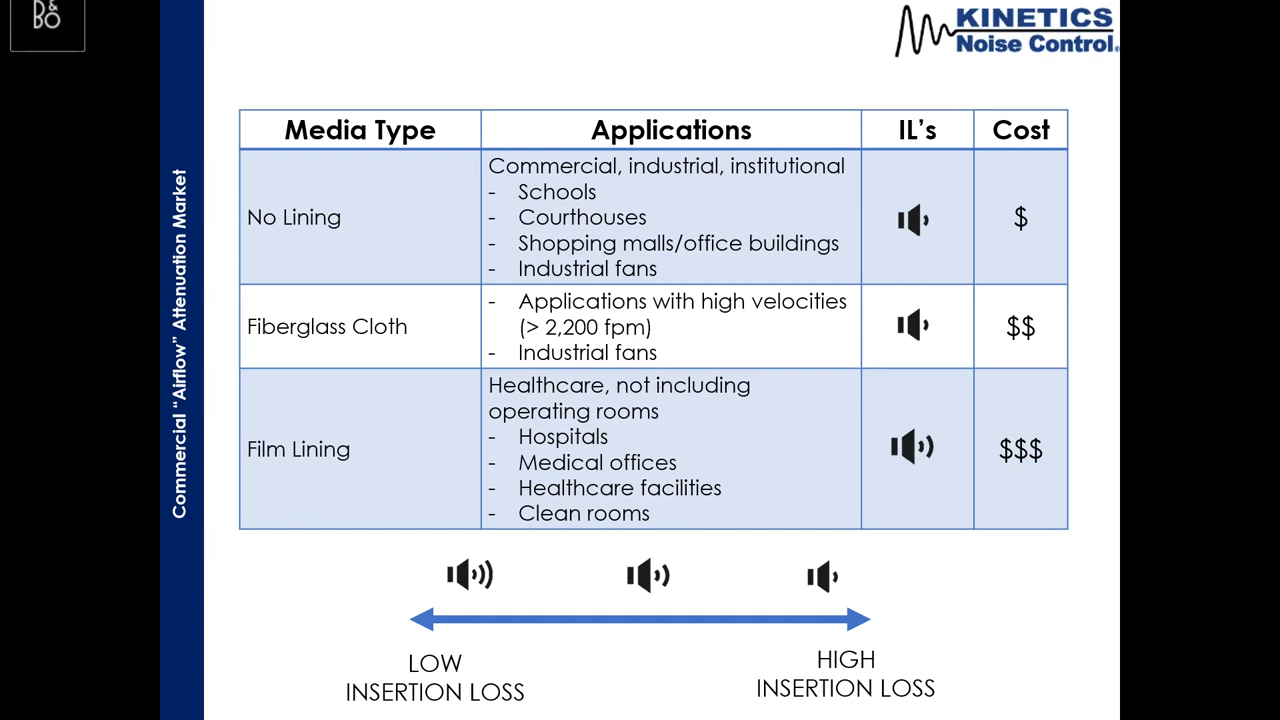 B&
BO
KINETICS
Noise Control
Commercial “Airflow” Attenuation Market
Media Type
Applications
IL’s
Cost
No Lining
Commercial, industrial, institutional
- Schools
- Courthouses
- Shopping malls/office buildings
- Industrial fans
$
Fiberglass Cloth
- Applications with high velocities
(> 2,200 fpm)
- Industrial fans
$$
Film Lining
Healthcare, not including
operating rooms
- Hospitals
- Medical offices
- Healthcare facilities
- Clean rooms
$$$
LOW
INSERTION LOSS
HIGH
INSERTION LOSS